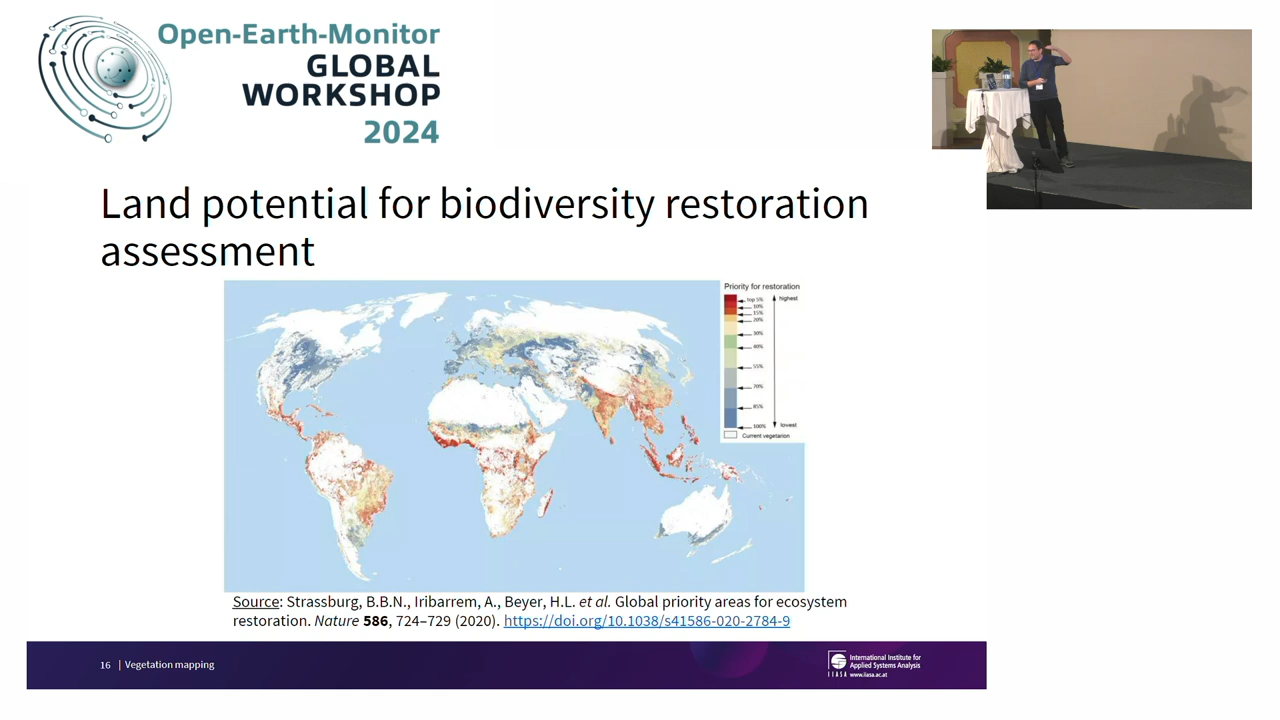 Open-Earth-Monitor
GLOBAL
WORKSHOP
2024
Land potential for biodiversity restoration
assessment
Priority for restoration
top 5%
highest
10%
15%
20%
30%
40%
55%
70%
85%
100%
lowest
Current vegetation
Source: Strassburg, B.B.N., Iribarrem, A., Beyer, H.L. et al. Global priority areas for ecosystem
restoration. Nature 586, 724–729 (2020). https://doi.org/10.1038/s41586-020-2784-9
16 | Vegetation mapping
IIASA
International Institute for
Applied Systems Analysis
www.iiasa.ac.at